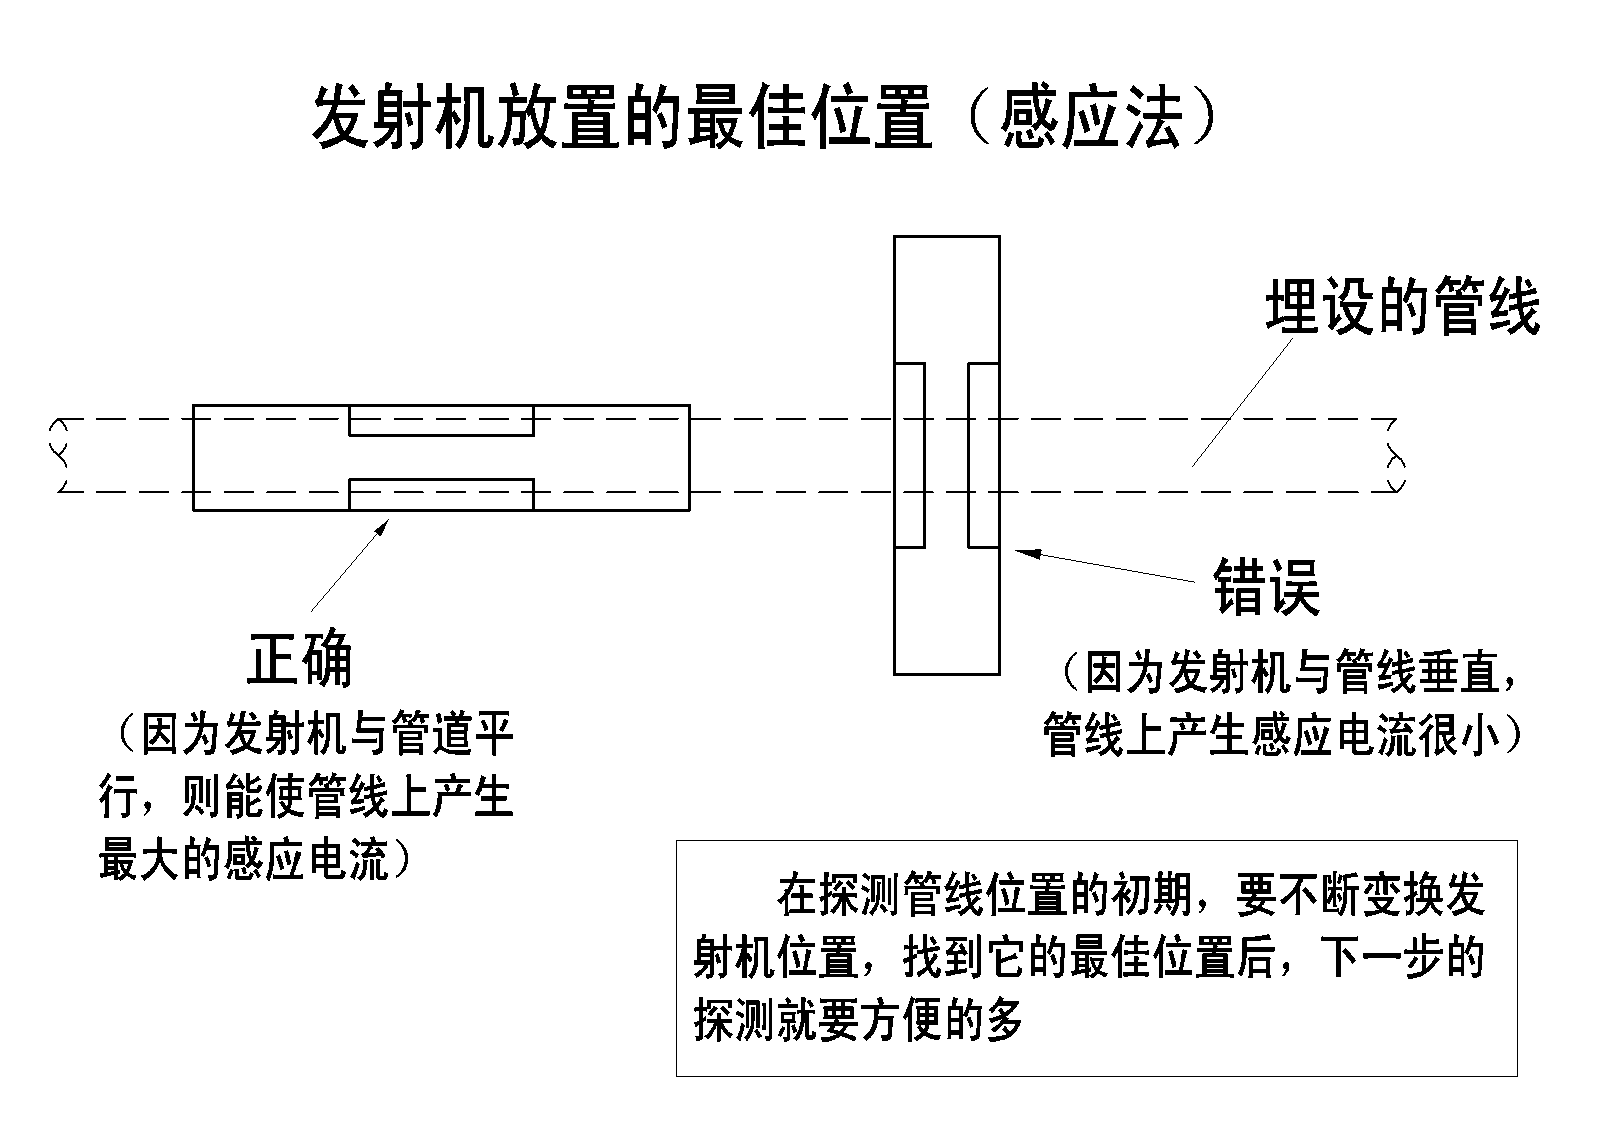 发射机放置的最佳位置（感应法）
埋设的管线
正确
（因为发射机与管道平
行，则能使管线上产生
最大的感应电流）
错误
（因为发射机与管线垂直，
管线上产生感应电流很小）
在探测管线位置的初期，要不断变换发
射机位置，找到它的最佳位置后，下一步的
探测就要方便的多